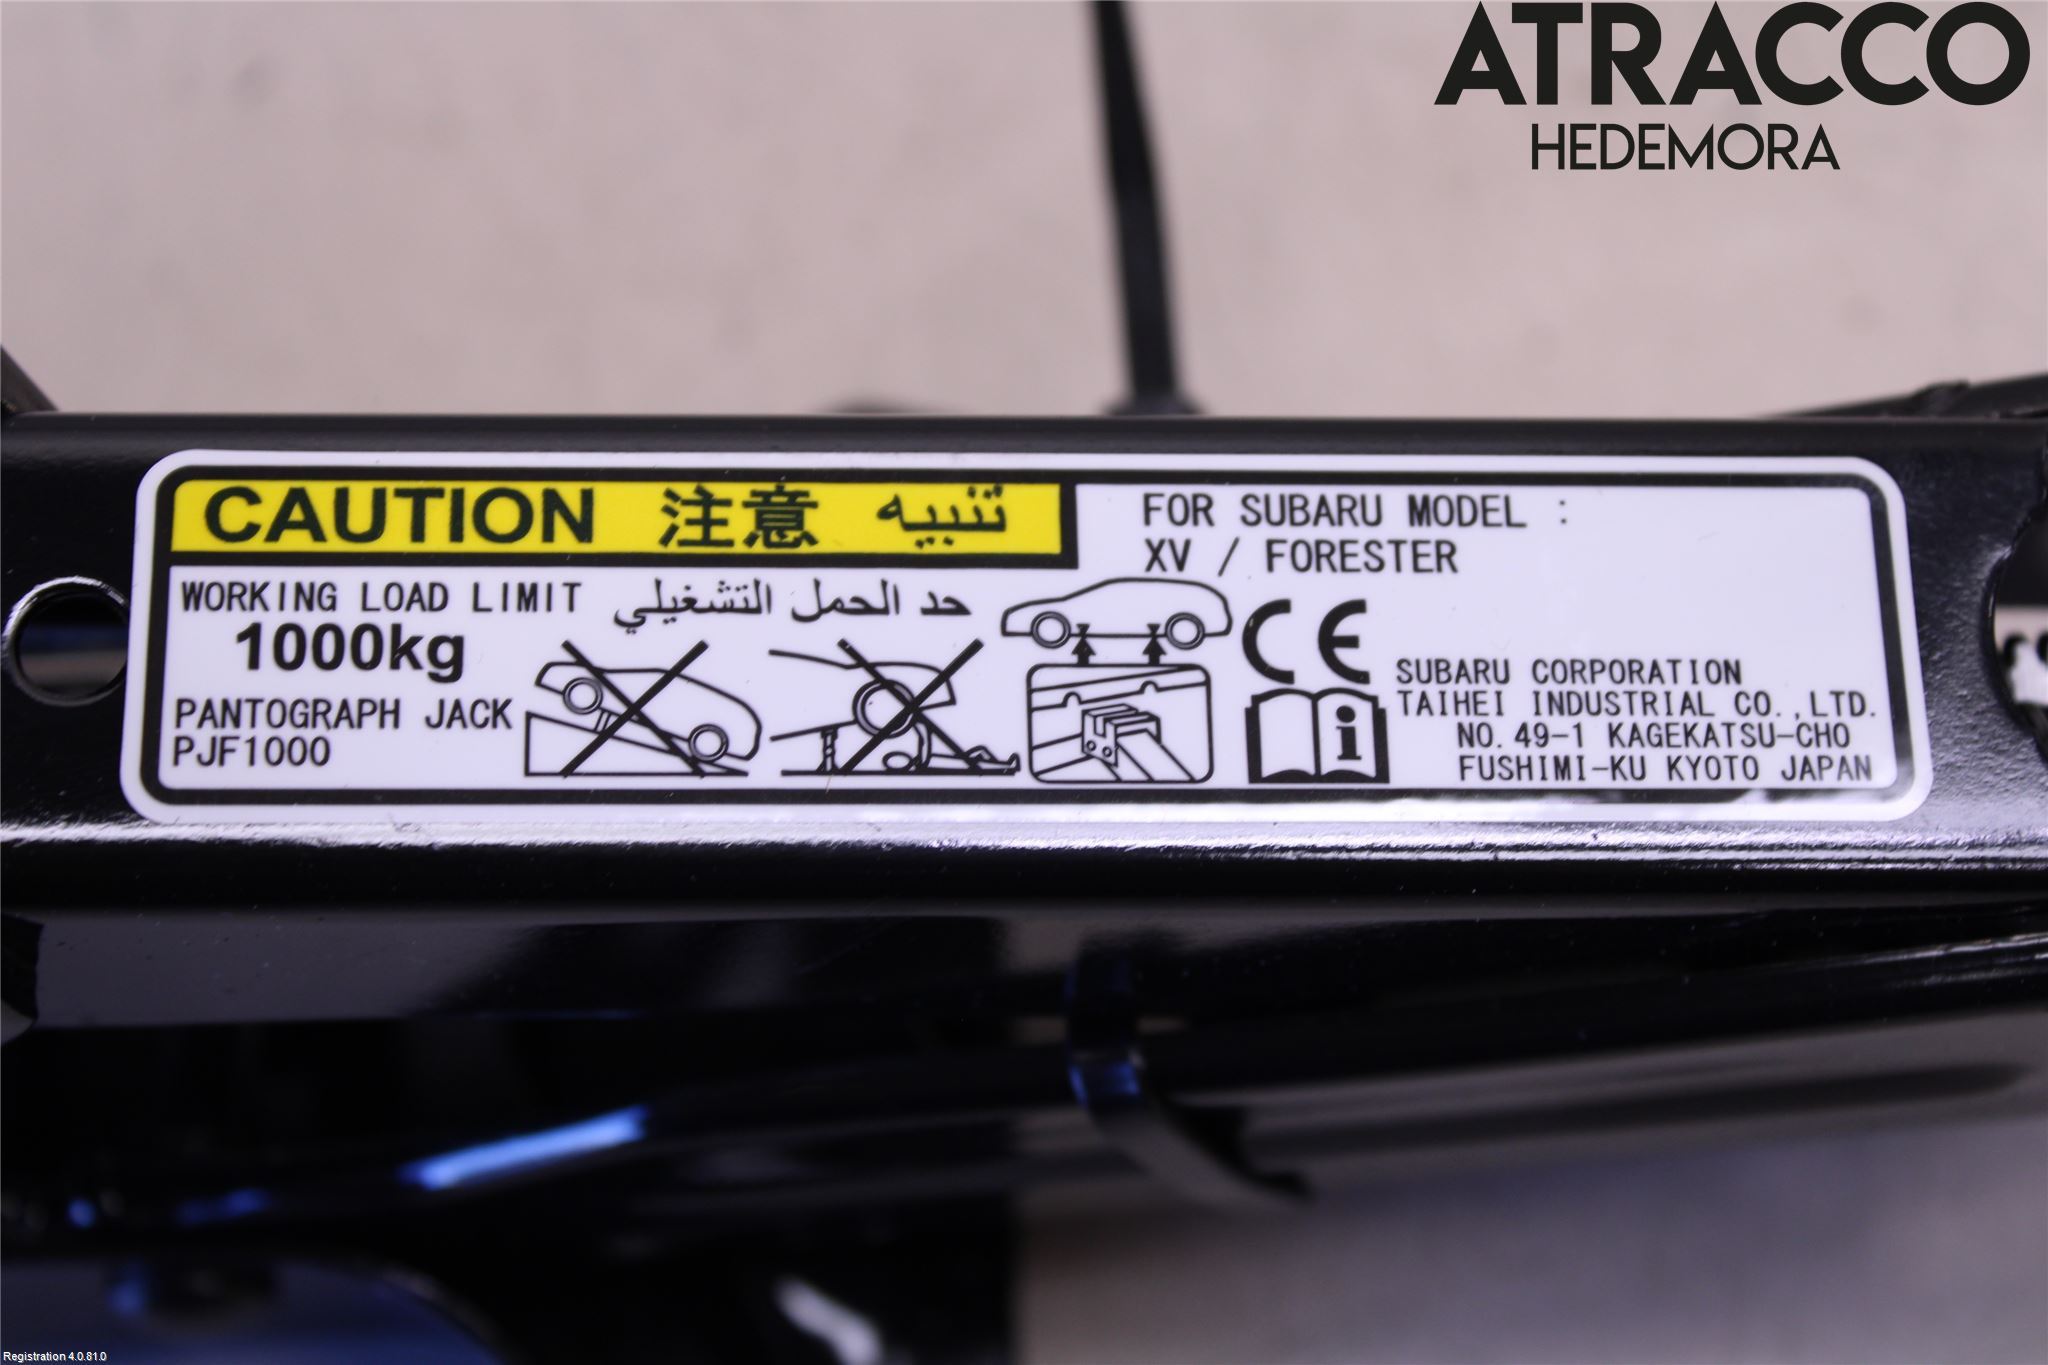 ATRACCO
HEDEMORA
CAUTION 注意 تنبيه
FOR SUBARU MODEL :
XV / FORESTER
WORKING LOAD LIMIT حد الحمل التشغيلي
1000kg
PANTOGRAPH JACK
PJF1000
CE
i
SUBARU CORPORATION
TAIHEI INDUSTRIAL CO.,LTD.
NO.49-1 KAGEKATSU-CHO
FUSHIMI-KU KYOTO JAPAN
Registration 4.0.81.0